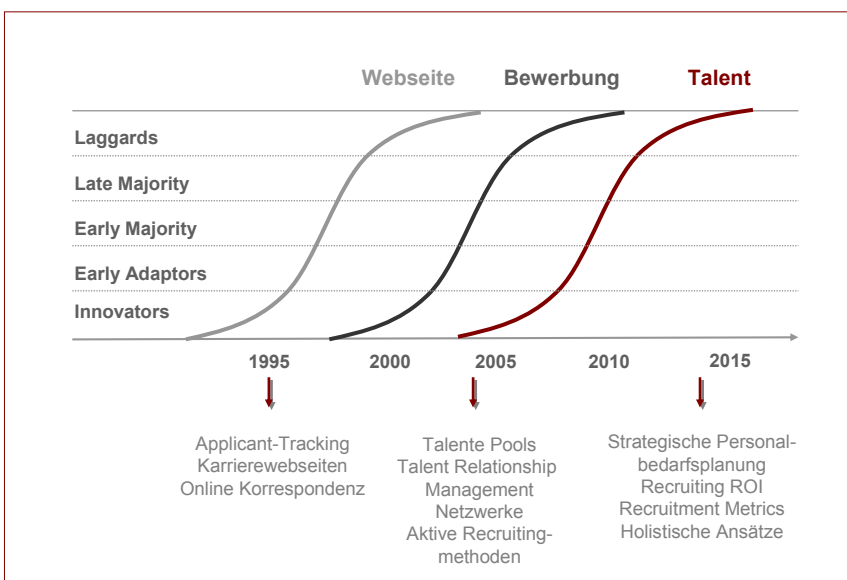 Webseite Bewerbung Talent
Laggards
Late Majority
Early Majority
Early Adaptors
Innovators
1995 2000 2005 2010 2015
Applicant-Tracking
Karrierewebseiten
Online Korrespondenz
Talente Pools
Talent Relationship
Management
Netzwerke
Aktive Recruiting-
methoden
Strategische Personal-
bedarfsplanung
Recruiting ROI
Recruitment Metrics
Holistische Ansätze